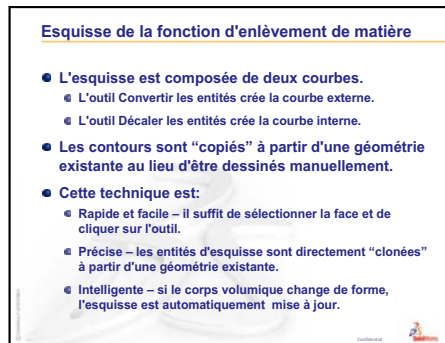 Esquisse de la fonction d'enlèvement de matière
L'esquisse est composée de deux courbes.
L'outil Convertir les entités crée la courbe externe.
L'outil Décaler les entités crée la courbe interne.
Les contours sont “copiés” à partir d'une géométrie
existante au lieu d'être dessinés manuellement.
Cette technique est:
Rapide et facile – il suffit de sélectionner la face et de
cliquer sur l'outil.
Précise – les entités d'esquisse sont directement “clonées”
à partir d'une géométrie existante.
Intelligente – si le corps volumique change de forme,
l'esquisse est automatiquement mise à jour.
Confidential
SolidWorks